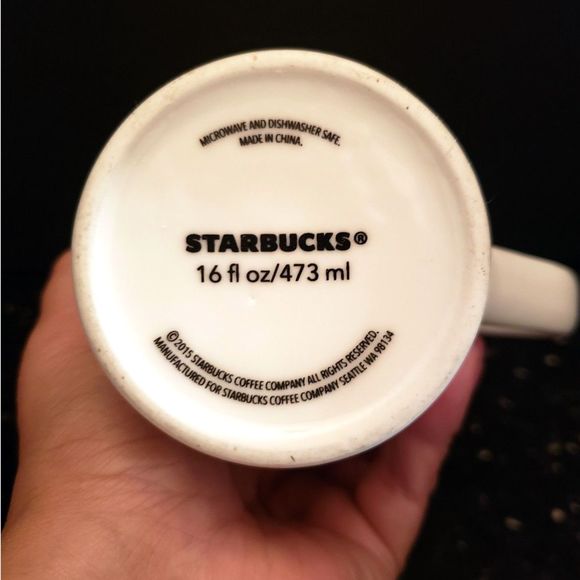 MICROWAVE AND DISHWASHER SAFE.
MADE IN CHINA.
STARBUCKS®
16 fl oz/473 ml
©2015 STARBUCKS COFFEE COMPANY ALL RIGHTS RESERVED.
MANUFACTURED FOR STARBUCKS COFFEE COMPANY SEATTLE WA 98134